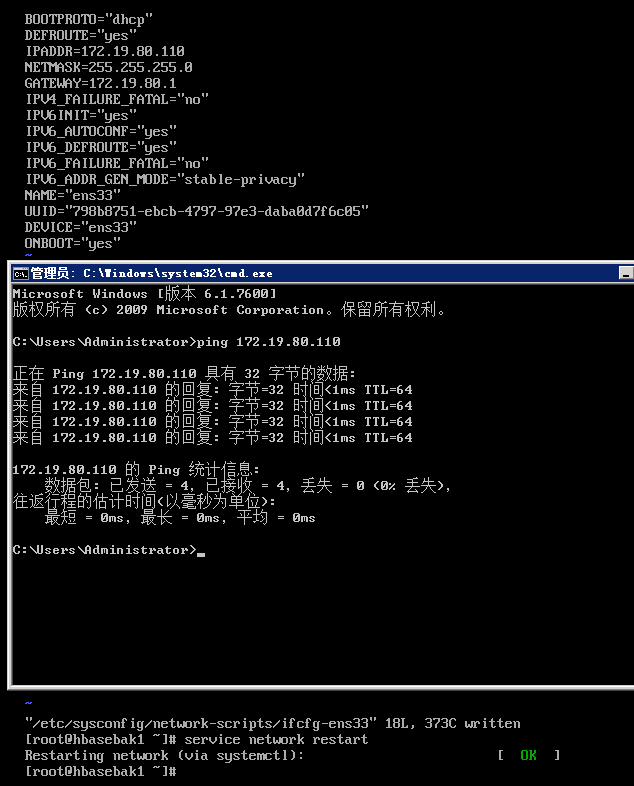 BOOTPROTO="dhcp"
DEFROUTE="yes"
IPADDR=172.19.80.110
NETMASK=255.255.255.0
GATEWAY=172.19.80.1
IPV4_FAILURE_FATAL="no"
IPV6INIT="yes"
IPV6_AUTOCONF="yes"
IPV6_DEFROUTE="yes"
IPV6_FAILURE_FATAL="no"
IPV6_ADDR_GEN_MODE="stable-privacy"
NAME="ens33"
UUID="798b8751-ebcb-4797-97e3-daba0d7f6c05"
DEVICE="ens33"
ONBOOT="yes"
~
管理员: C:\Windows\system32\cmd.exe
Microsoft Windows [版本 6.1.7600]
版权所有 (c) 2009 Microsoft Corporation。保留所有权利。
C:\Users\Administrator>ping 172.19.80.110
正在 Ping 172.19.80.110 具有 32 字节的数据:
来自 172.19.80.110 的回复: 字节=32 时间<1ms TTL=64
来自 172.19.80.110 的回复: 字节=32 时间<1ms TTL=64
来自 172.19.80.110 的回复: 字节=32 时间<1ms TTL=64
来自 172.19.80.110 的回复: 字节=32 时间<1ms TTL=64
172.19.80.110 的 Ping 统计信息:
数据包: 已发送 = 4，已接收 = 4，丢失 = 0 (0% 丢失)，
往返行程的估计时间(以毫秒为单位):
最短 = 0ms，最长 = 0ms，平均 = 0ms
C:\Users\Administrator>_
~
"/etc/sysconfig/network-scripts/ifcfg-ens33" 18L, 373C written
[root@hbasebak1 ~]# service network restart
Restarting network (via systemctl): [ OK ]
[root@hbasebak1 ~]#